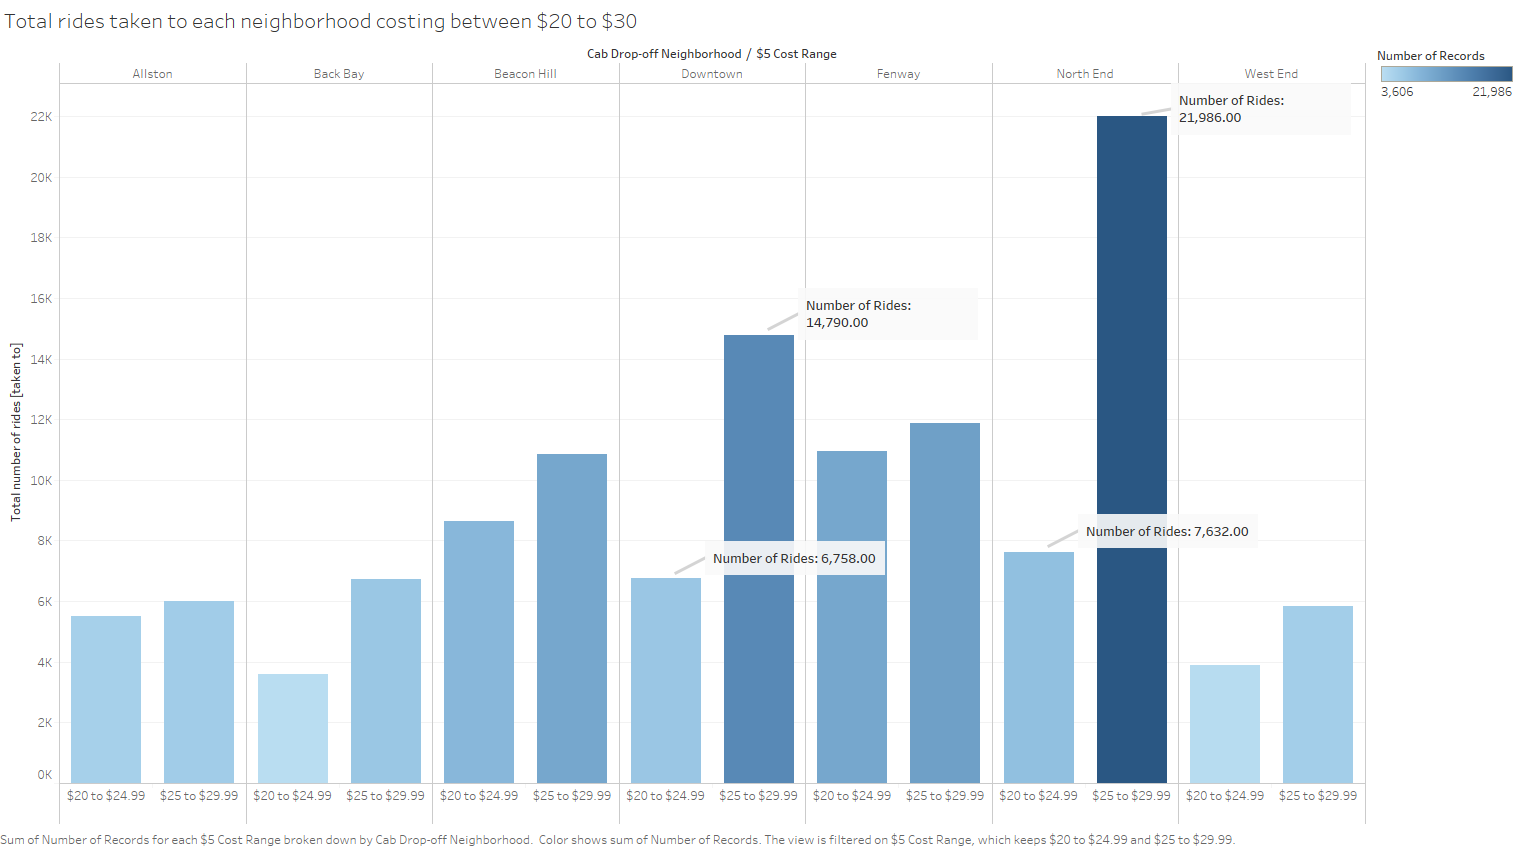 Total rides taken to each neighborhood costing between $20 to $30
Cab Drop-off Neighborhood / $5 Cost Range
Allston Back Bay Beacon Hill Downtown Fenway North End West End
Number of Records
3,606 21,986
Total number of rides [taken to]
22K
20K
18K
16K
14K
12K
10K
8K
6K
4K
2K
0K
Number of Rides:
21,986.00
Number of Rides:
14,790.00
Number of Rides: 7,632.00
Number of Rides: 6,758.00
$20 to $24.99 $25 to $29.99 $20 to $24.99 $25 to $29.99 $20 to $24.99 $25 to $29.99 $20 to $24.99 $25 to $29.99 $20 to $24.99 $25 to $29.99 $20 to $24.99 $25 to $29.99 $20 to $24.99 $25 to $29.99
Sum of Number of Records for each $5 Cost Range broken down by Cab Drop-off Neighborhood. Color shows sum of Number of Records. The view is filtered on $5 Cost Range, which keeps $20 to $24.99 and $25 to $29.99.